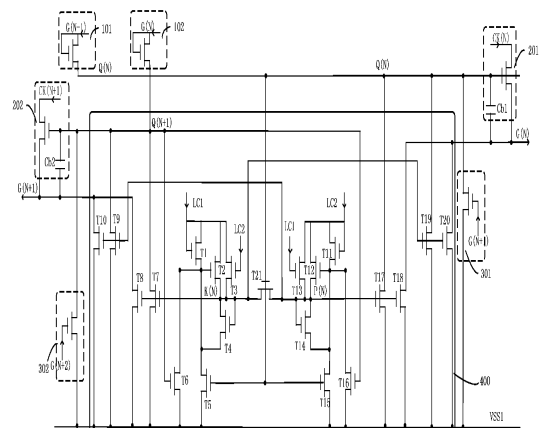 G(N-1)
101
G(N)
102
CK(N)
201
Q(N)
Q(N)
CK(N+1)
202
Cb1
Q(N+1)
G(N)
Cb2
G(N+1)
T10
T9
LC1
LC2
T19
T20
LC2
LC1
T1
T11
G(N+1)
301
T2
T3
T21
T13
T12
T8
T7
K(N)
P(N)
T17
T18
T4
T14
302
G(N+2)
T6
T5
T15
T16
400
VSS1